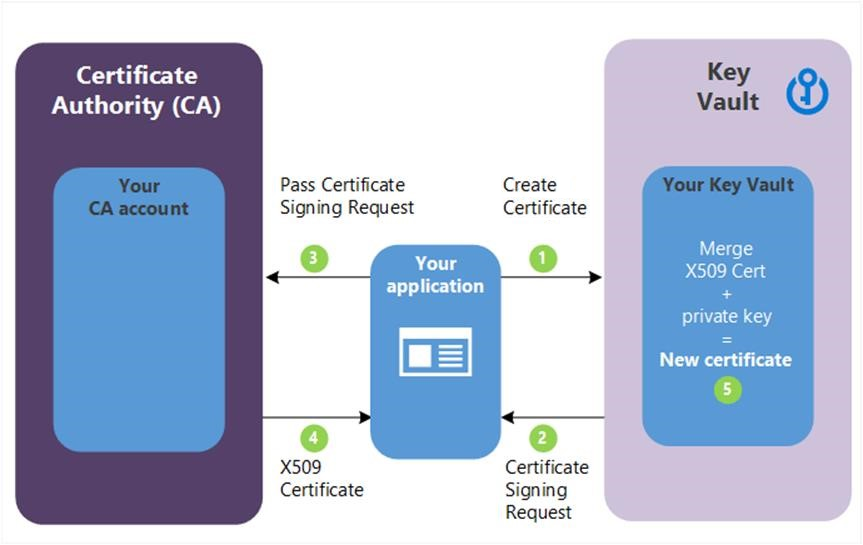 Certificate
Authority (CA)
Your
CA account
Pass Certificate
Signing Request
3
4
X509
Certificate
Your
application
Create
Certificate
1
2
Certificate
Signing
Request
Key
Vault
Your Key Vault
Merge
X509 Cert
+
private key
=
New certificate
5